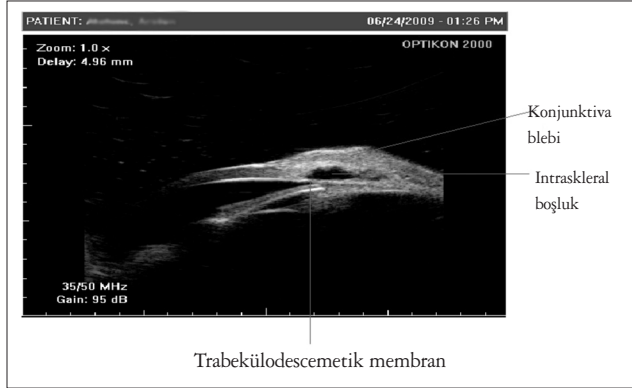 PATIENT: 06/24/2009 - 01:26 PM
Zoom: 1.0 x
Delay: 4.96 mm
OPTIKON 2000
Konjunktiva
blebi
Intraskleral
boşluk
35/50 MHz
Gain: 95 dB
Trabekülodescemetik membran